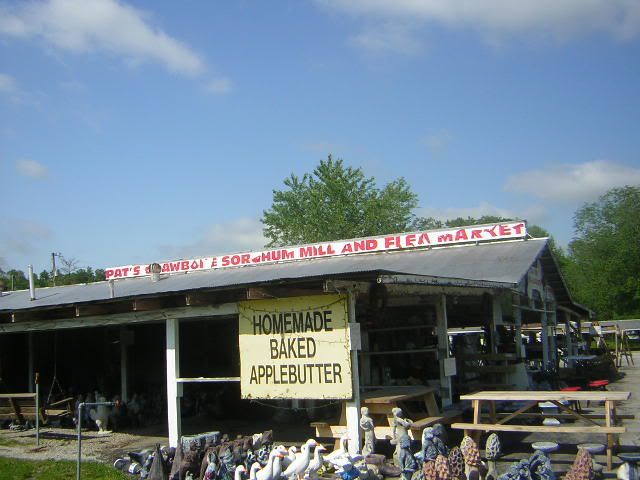 PAT'S SORGHUM MILL AND FLEA MARKET
HOMEMADE
BAKED
APPLEBUTTER